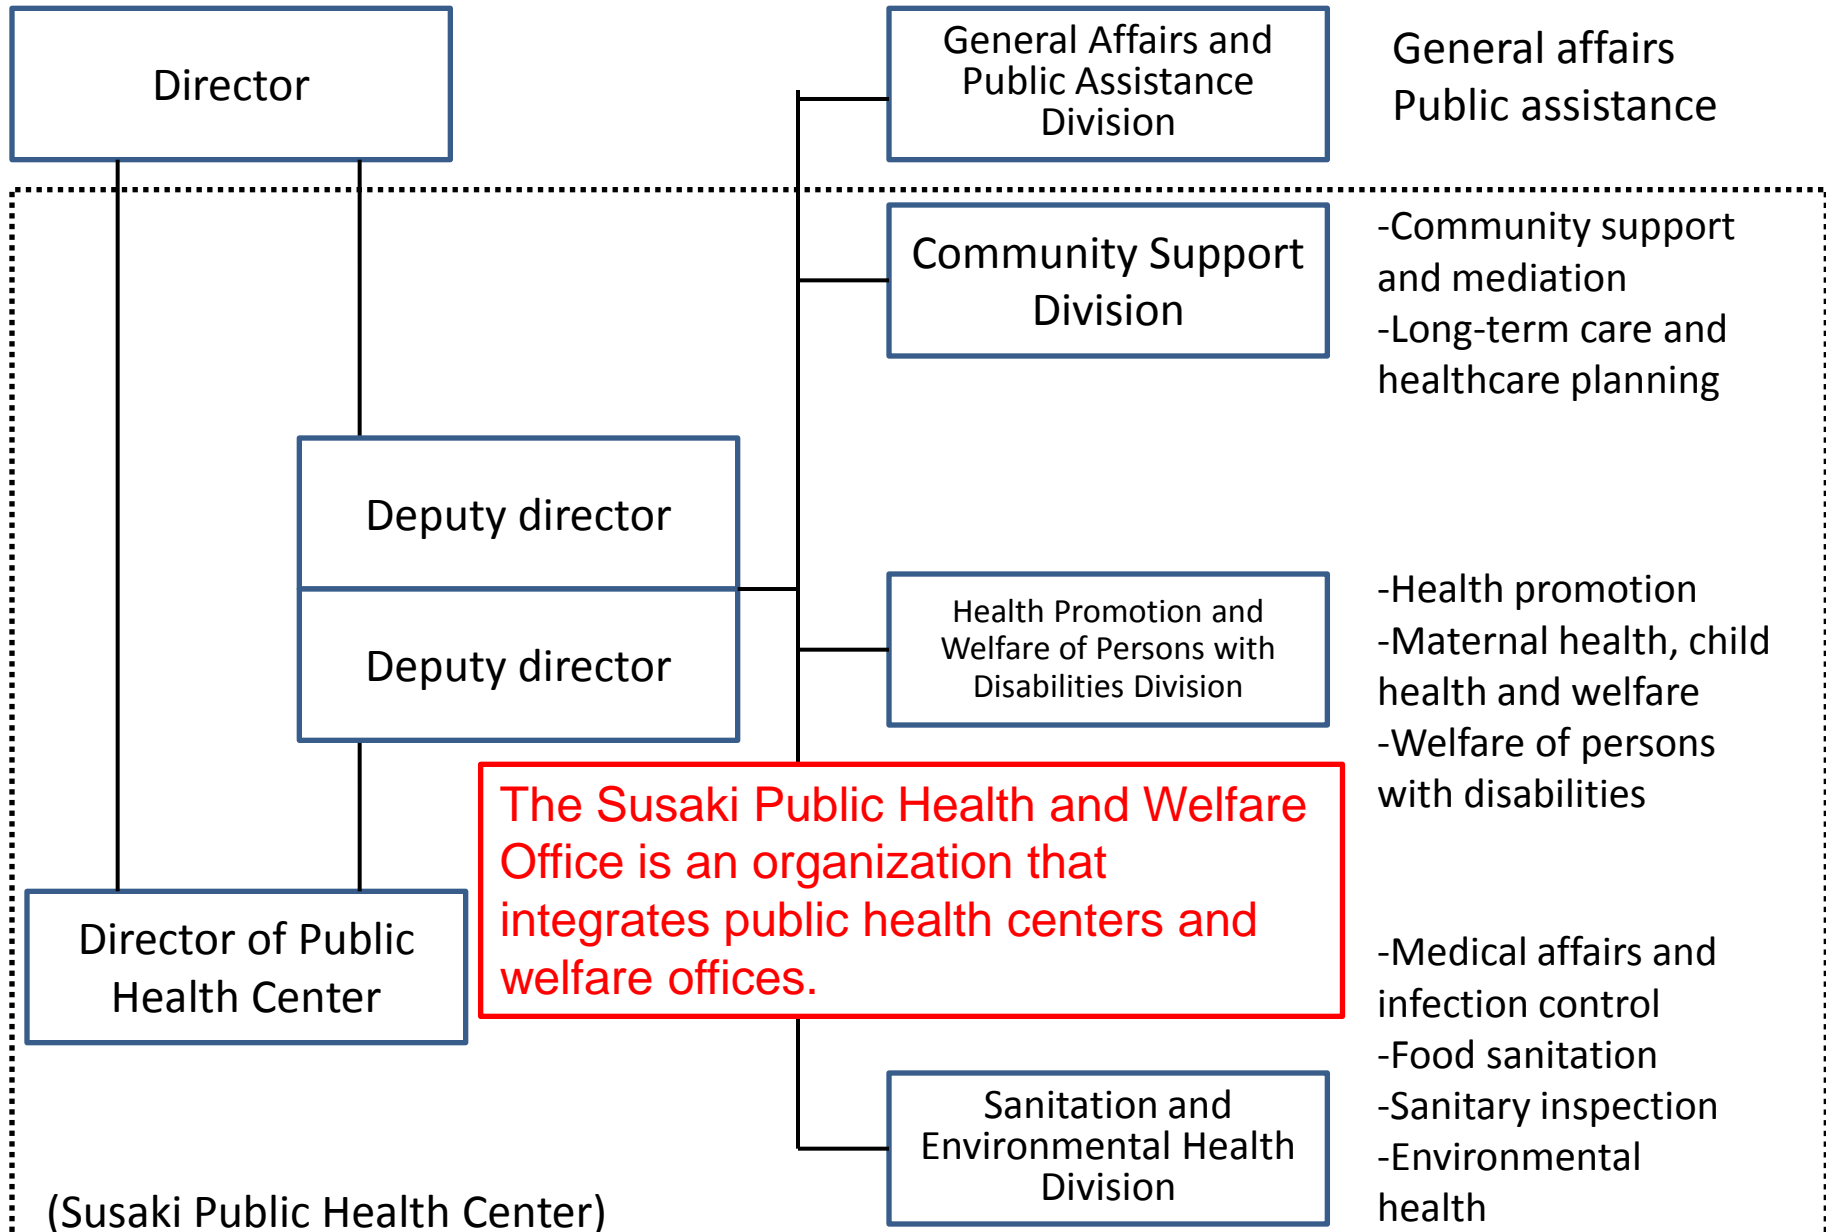 Director
General Affairs and
Public Assistance
Division
General affairs
Public assistance
Community Support
Division
-Community support
and mediation
-Long-term care and
healthcare planning
Deputy director
Deputy director
Health Promotion and
Welfare of Persons with
Disabilities Division
-Health promotion
-Maternal health, child
health and welfare
-Welfare of persons
with disabilities
The Susaki Public Health and Welfare
Office is an organization that
integrates public health centers and
welfare offices.
Director of Public
Health Center
-Medical affairs and
infection control
-Food sanitation
-Sanitary inspection
-Environmental
health
Sanitation and
Environmental Health
Division
(Susaki Public Health Center)